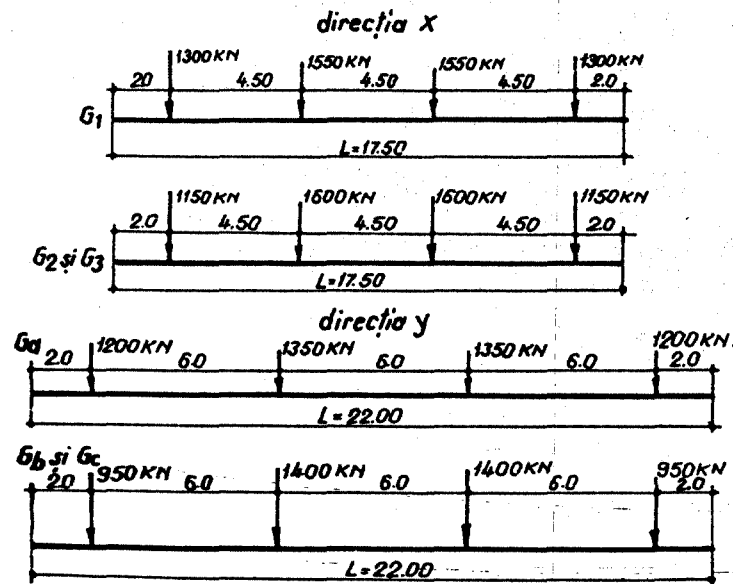 direcția x
1300KN 1550KN 1550KN 1300KN
20 4.50 4.50 4.50 2.0
G1
L=17.50
1150KN 1600KN 1600KN 1150KN
2.0 4.50 4.50 4.50 2.0
G2 și G3
L=17.50
direcția y
Ga 1200KN 1350KN 1350KN 1200KN.
2.0 6.0 6.0 6.0 2.0
L=22.00
Gb și Gc 950KN 1400KN 1400KN 950KN
2.0 6.0 6.0 6.0 2.0
L=22.00